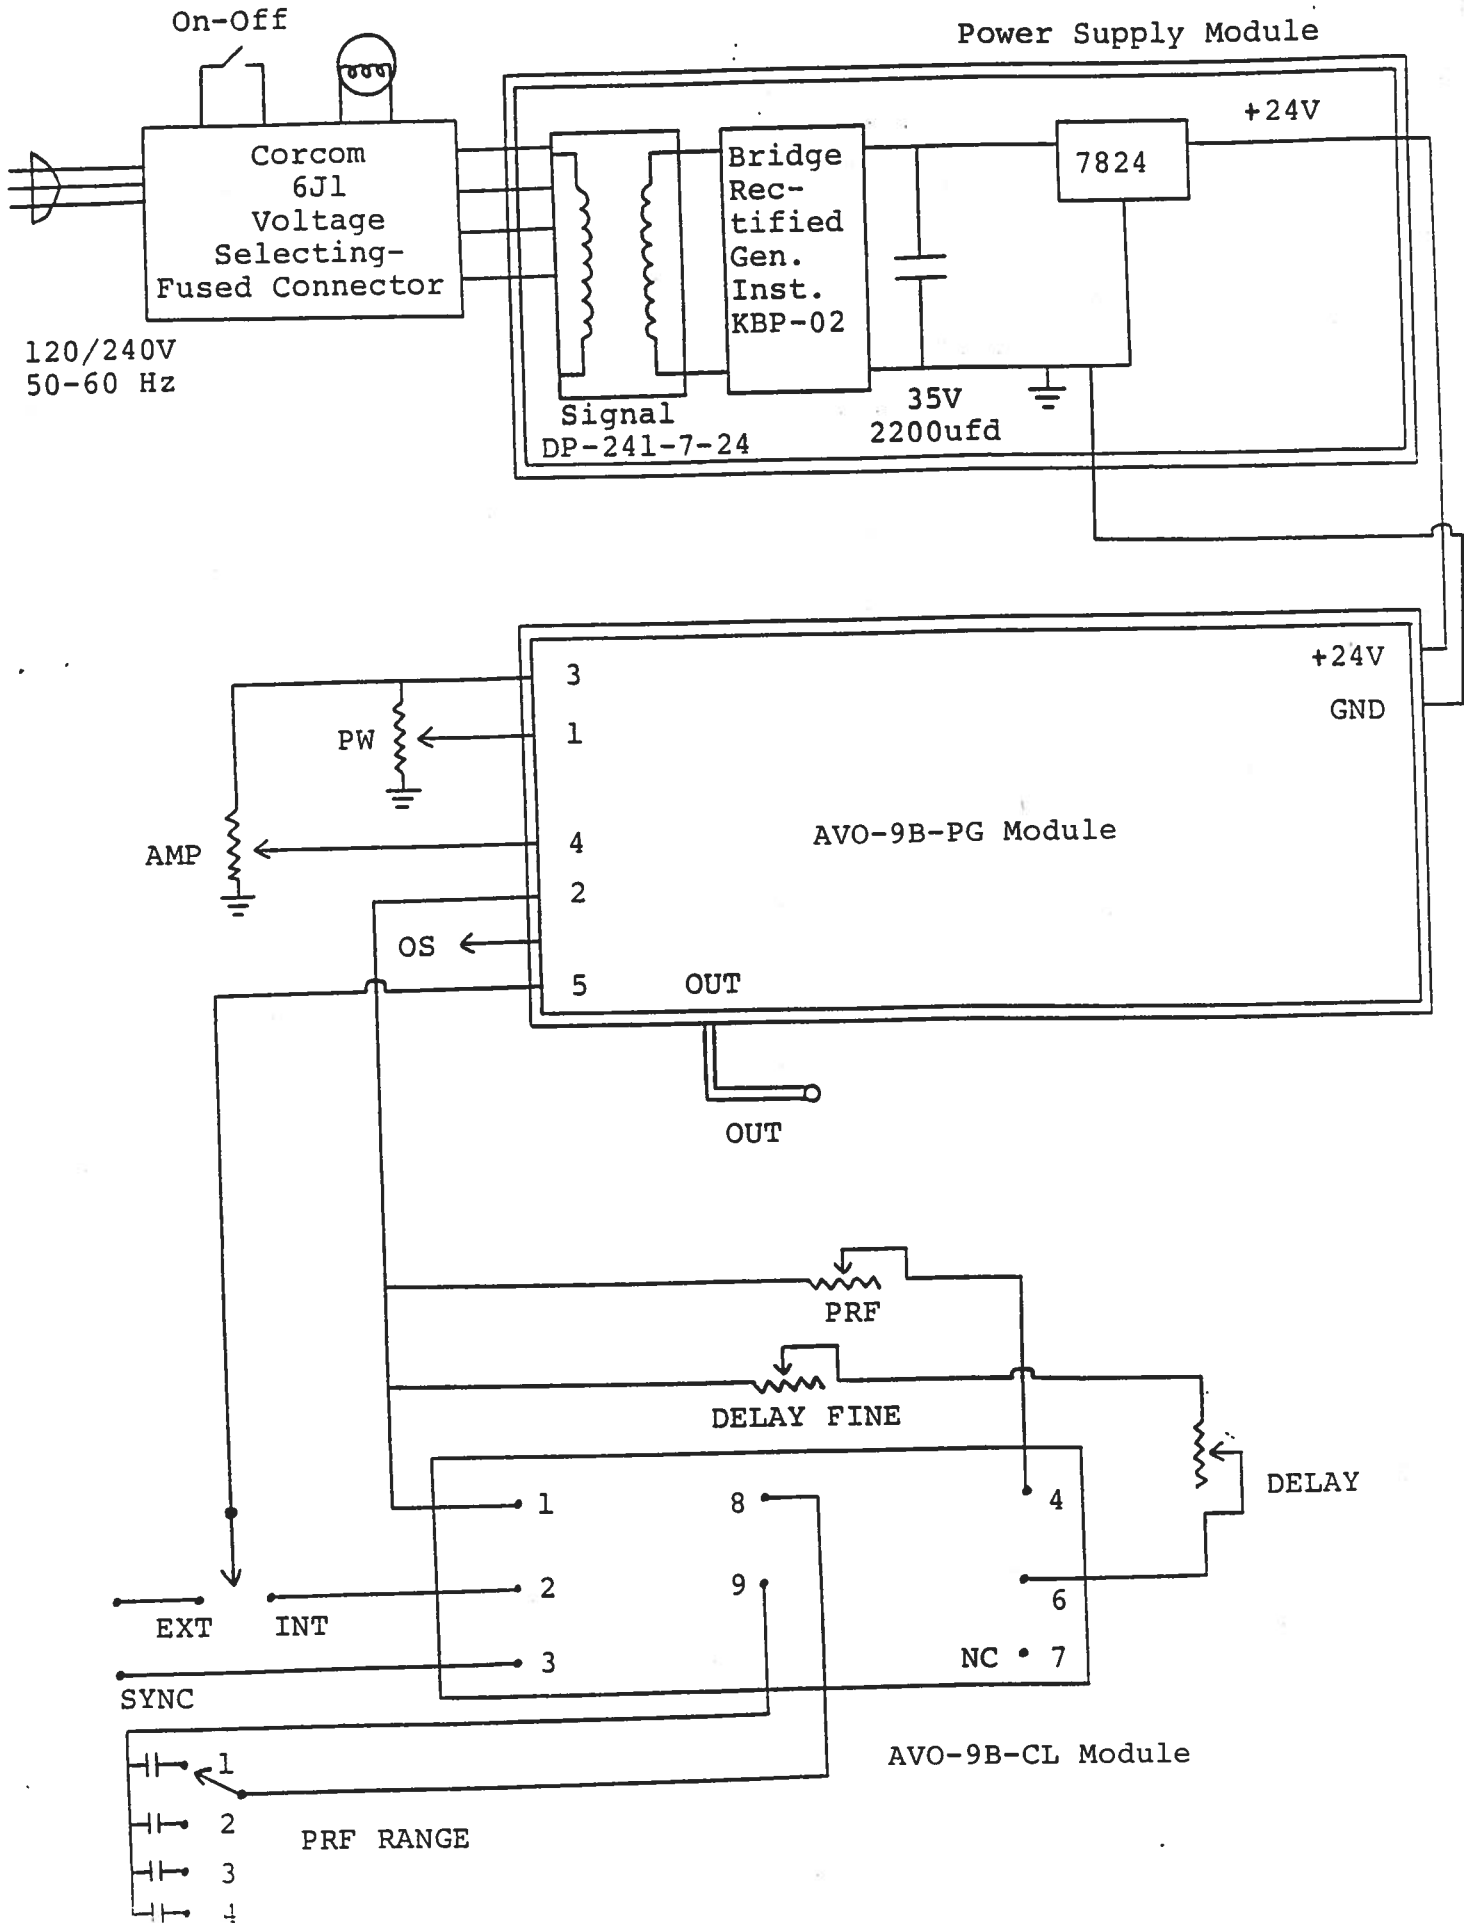 On-Off
Power Supply Module
+24V
Corcom
6J1
Voltage
Selecting-
Fused Connector
Bridge
Rec-
tified
Gen.
Inst.
KBP-02
7824
120/240V
50-60 Hz
35V
2200ufd
Signal
DP-241-7-24
3
+24V
GND
PW
1
AVO-9B-PG Module
AMP
4
2
OS
5
OUT
OUT
PRF
DELAY FINE
DELAY
1
8
4
2
9
6
EXT
INT
3
NC
7
SYNC
AVO-9B-CL Module
1
2
PRF RANGE
3
4